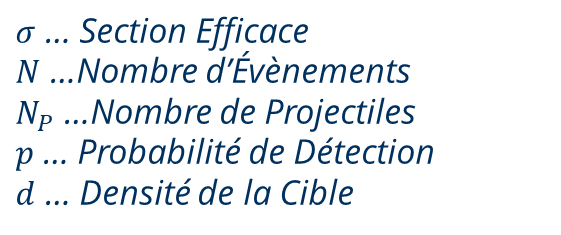 σ ... Section Efficace
N ...Nombre d’Évènements
N_P ...Nombre de Projectiles
p ... Probabilité de Détection
d ... Densité de la Cible